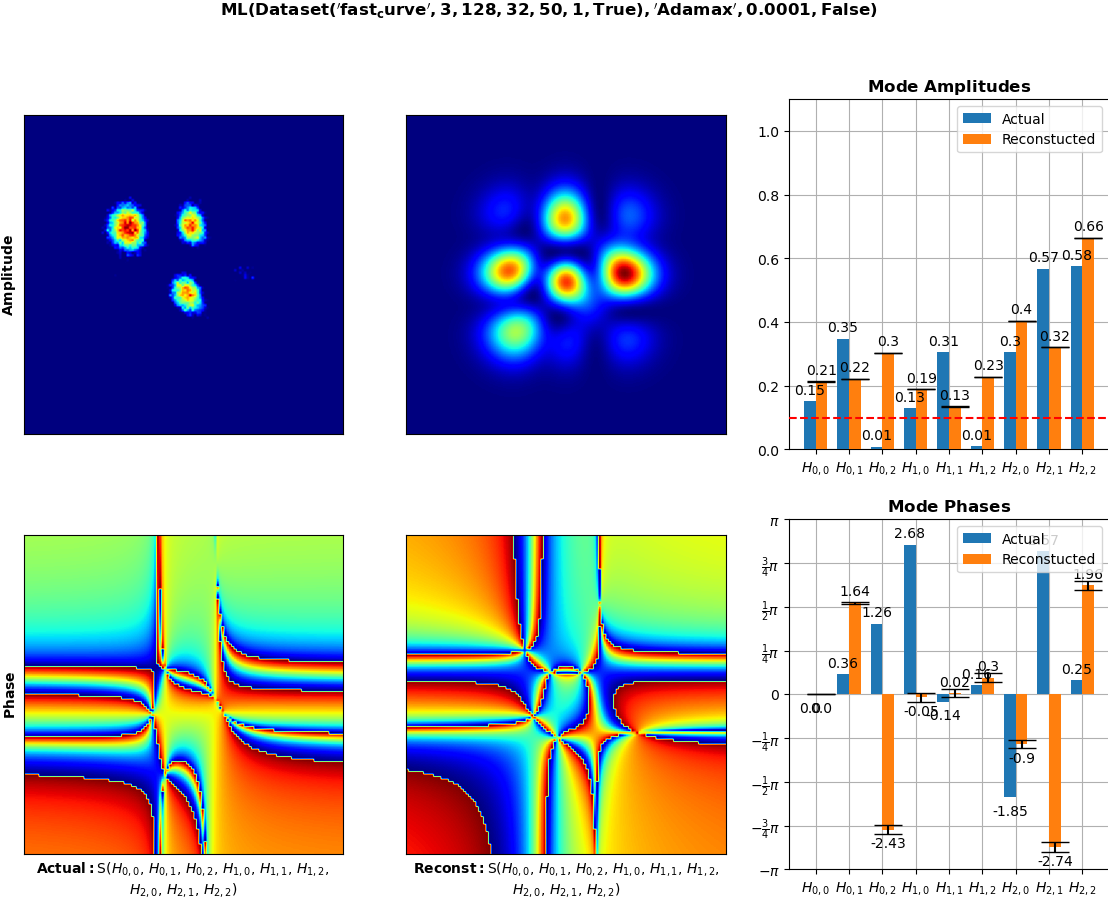 ML(Dataset('fast_curve', 3, 128, 32, 50, 1, True), 'Adamax', 0.0001, False)
Amplitude
Mode Amplitudes
Actual
Reconstucted
1.0
0.8
0.6
0.4
0.2
0.0
0.15 0.35 0.01 0.13 0.31 0.01 0.3 0.57 0.58
0.21 0.22 0.3 0.19 0.13 0.23 0.4 0.32 0.66
H0,0 H0,1 H0,2 H1,0 H1,1 H1,2 H2,0 H2,1 H2,2
Phase
Mode Phases
Actual
Reconstucted
π
3/4π
1/2π
1/4π
0
−1/4π
−1/2π
−3/4π
−π
0.0 0.36 1.26 2.68 -0.14 0.16 -1.85 0.25
0.0 1.64 -2.43 -0.05 0.02 0.3 -0.9 -2.74 1.96
H0,0 H0,1 H0,2 H1,0 H1,1 H1,2 H2,0 H2,1 H2,2
Actual: S(H0,0, H0,1, H0,2, H1,0, H1,1, H1,2,
H2,0, H2,1, H2,2)
Reconst: S(H0,0, H0,1, H0,2, H1,0, H1,1, H1,2,
H2,0, H2,1, H2,2)